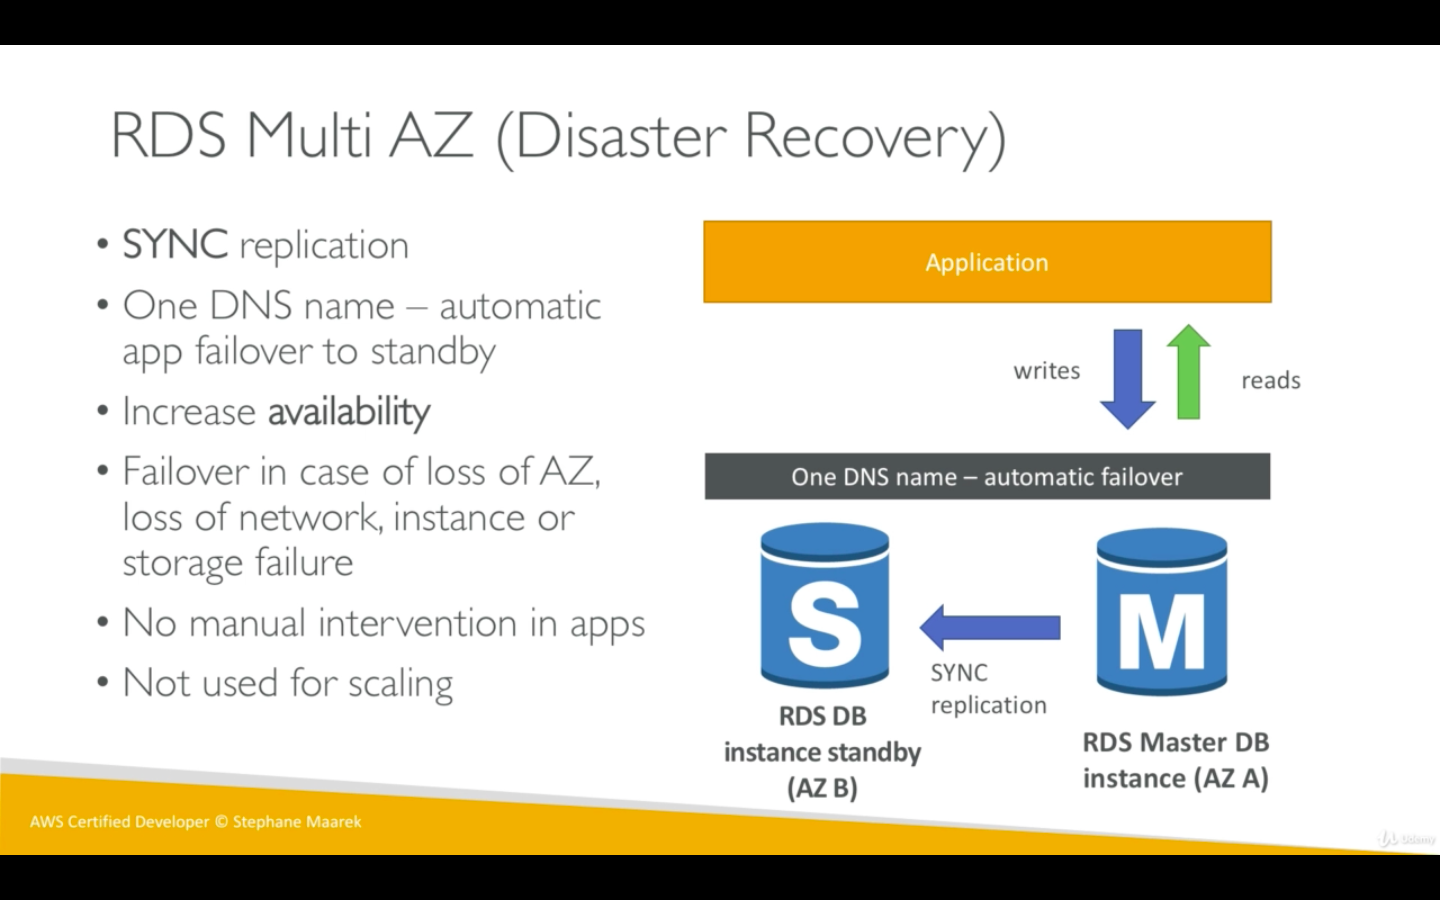 RDS Multi AZ (Disaster Recovery)
• SYNC replication
• One DNS name – automatic
app failover to standby
• Increase availability
• Failover in case of loss of AZ,
loss of network, instance or
storage failure
• No manual intervention in apps
• Not used for scaling
Application
writes
reads
One DNS name – automatic failover
S
M
SYNC
replication
RDS DB
instance standby
(AZ B)
RDS Master DB
instance (AZ A)
AWS Certified Developer © Stephane Maarek
Udemy